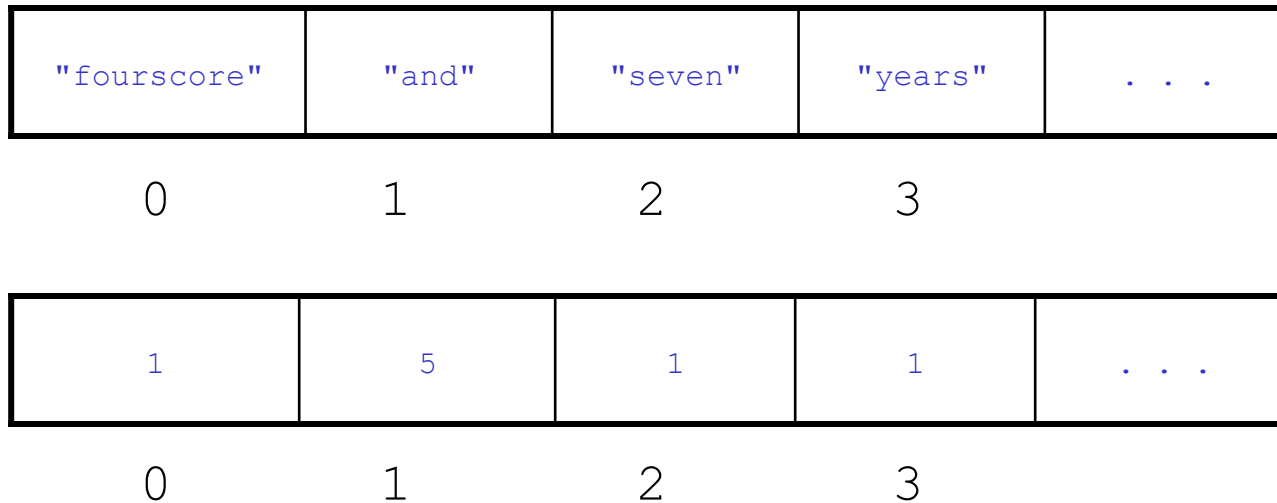 "fourscore" "and" "seven" "years" . . .
0 1 2 3
1 5 1 1 . . .
0 1 2 3